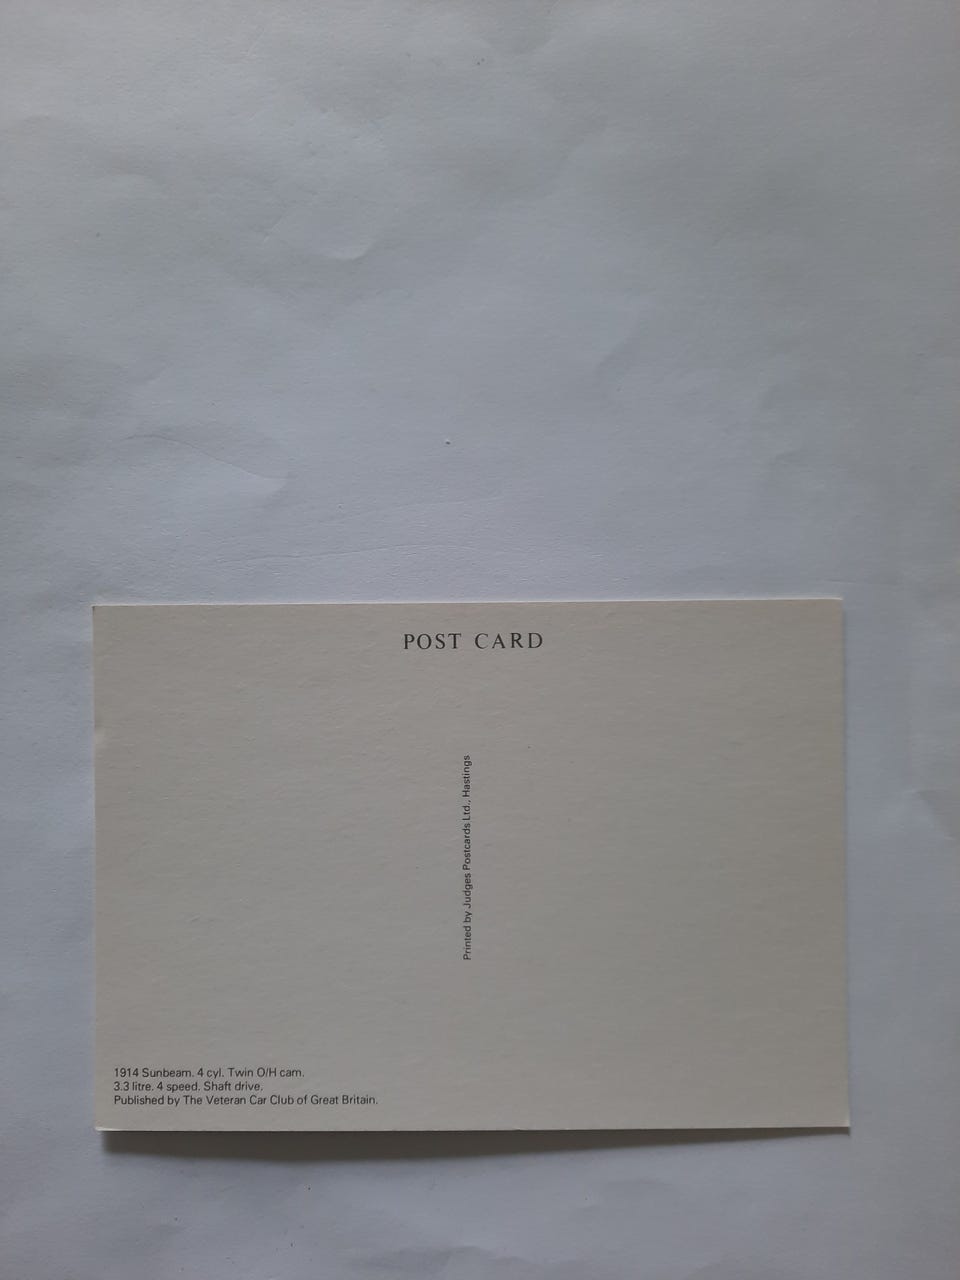 POST CARD
Printed by Judges Postcards Ltd., Hastings
1914 Sunbeam. 4 cyl. Twin O/H cam.
3.3 litre. 4 speed. Shaft drive.
Published by The Veteran Car Club of Great Britain.